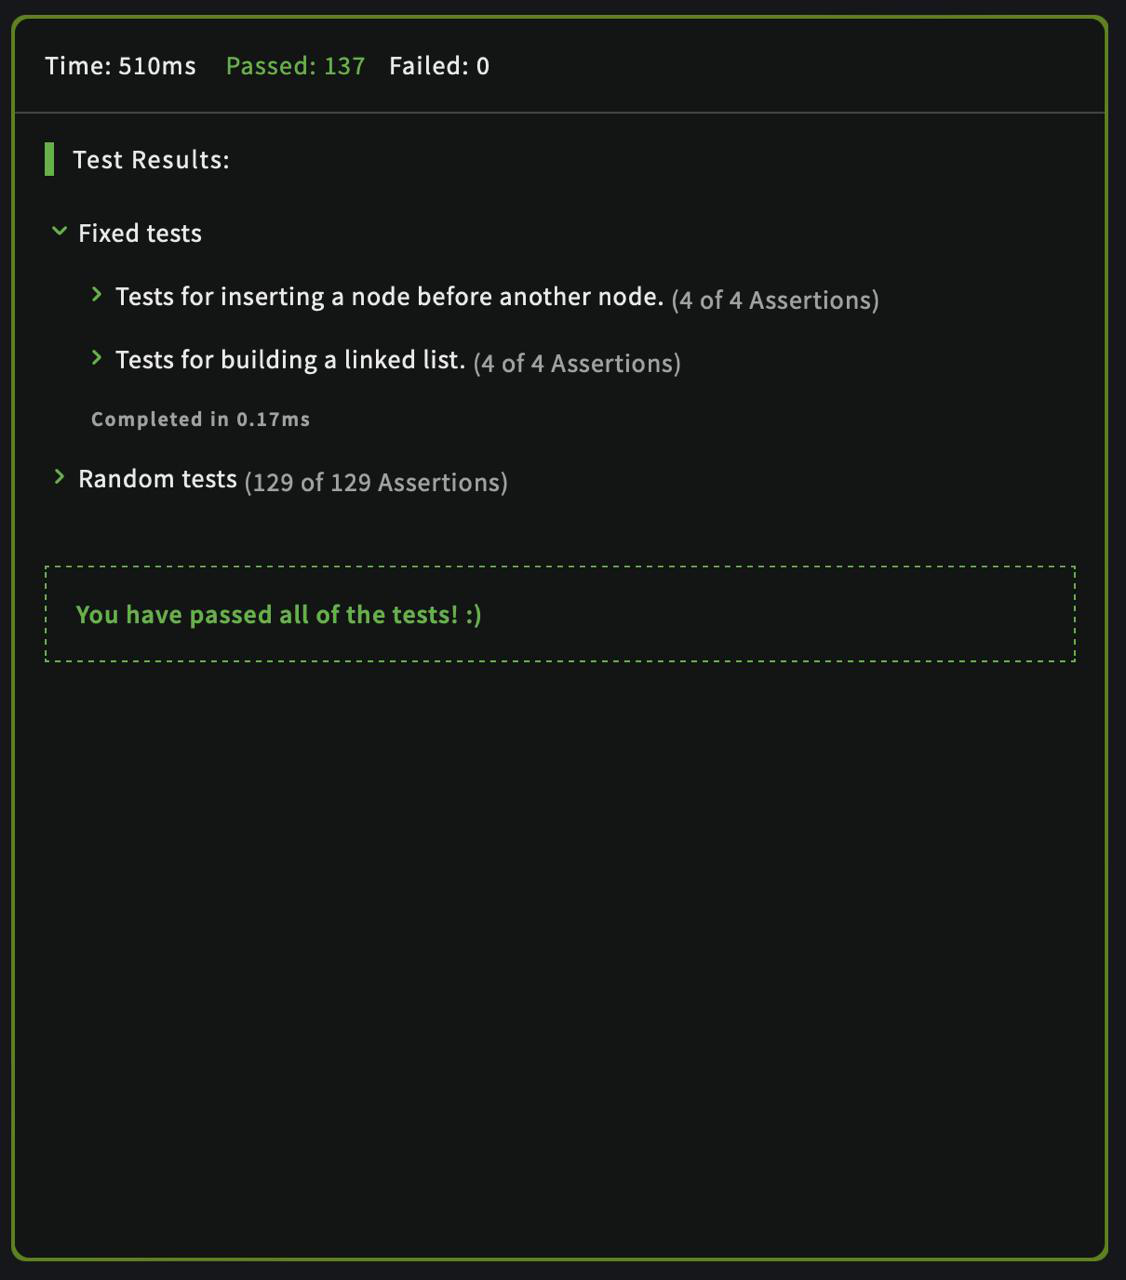 Time: 510ms Passed: 137 Failed: 0
Test Results:
Fixed tests
Tests for inserting a node before another node. (4 of 4 Assertions)
Tests for building a linked list. (4 of 4 Assertions)
Completed in 0.17ms
Random tests (129 of 129 Assertions)
You have passed all of the tests! :)